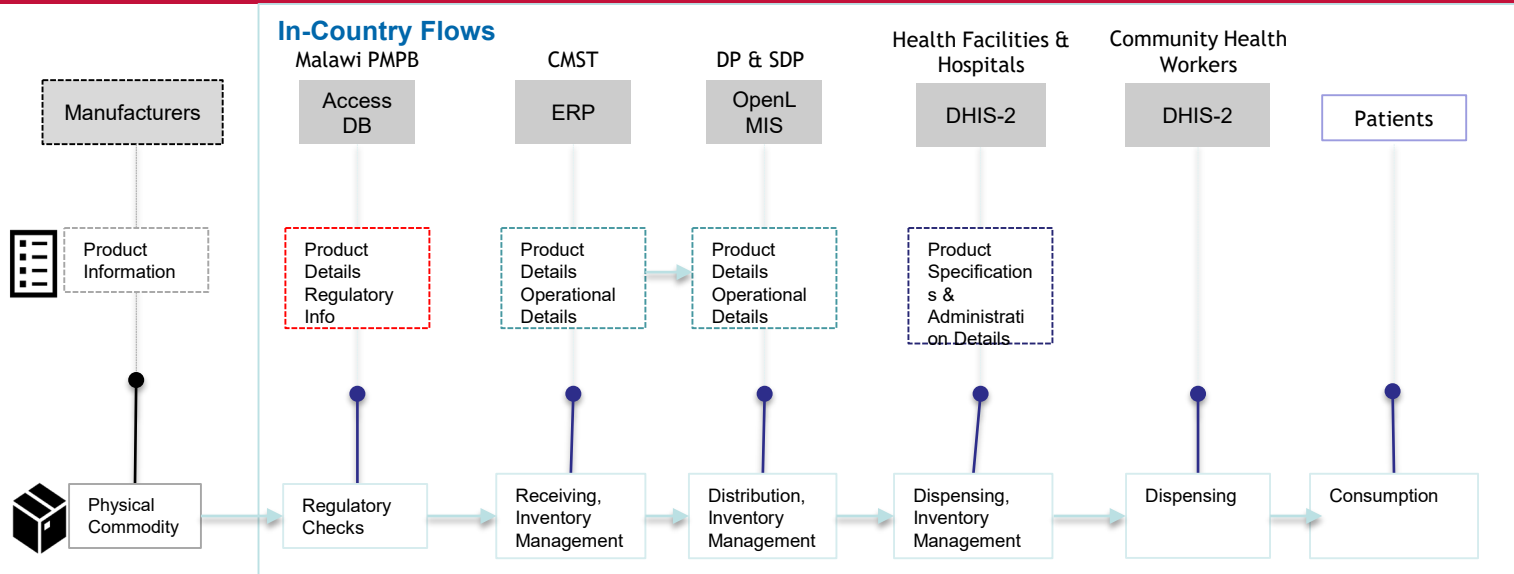 In-Country Flows
Malawi PMPB
CMST
DP & SDP
Health Facilities &
Hospitals
Community Health
Workers
Manufacturers
Access
DB
ERP
OpenL
MIS
DHIS-2
DHIS-2
Patients
Product
Information
Product
Details
Regulatory
Info
Product
Details
Operational
Details
Product
Details
Operational
Details
Product
Specification
s &
Administrati
on Details
Physical
Commodity
Regulatory
Checks
Receiving,
Inventory
Management
Distribution,
Inventory
Management
Dispensing,
Inventory
Management
Dispensing
Consumption